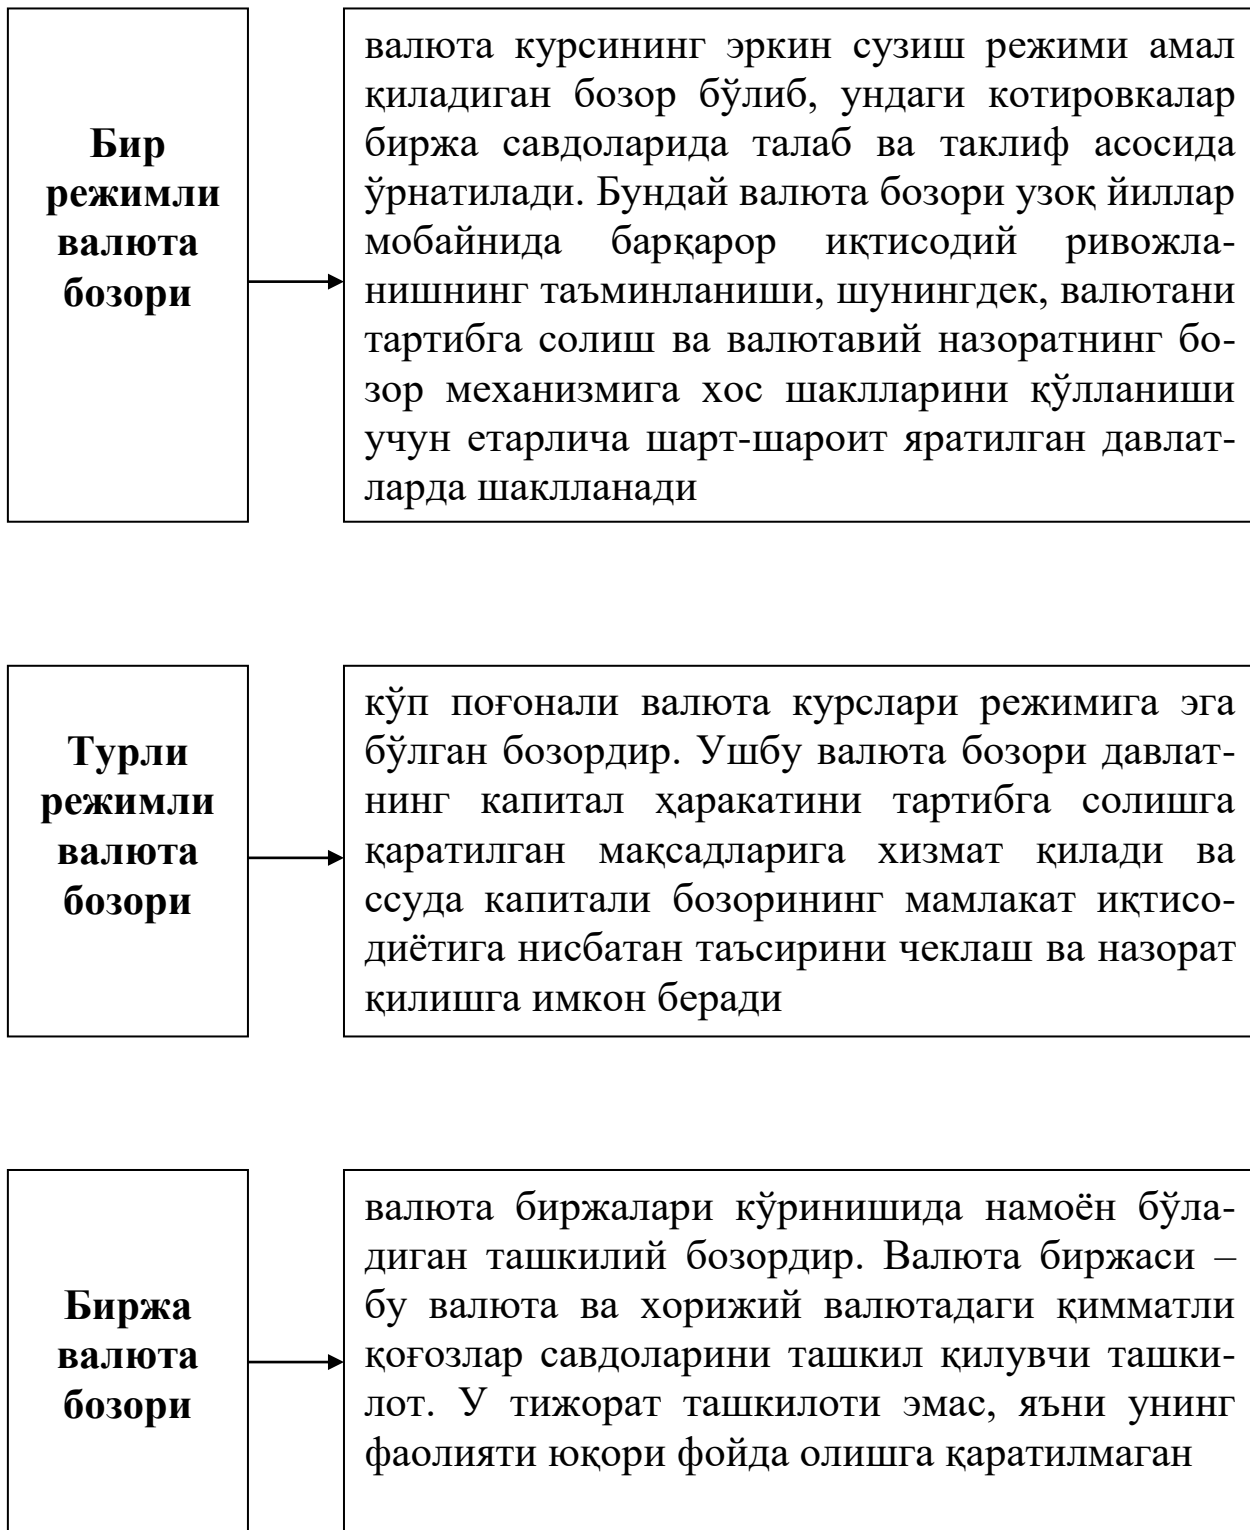 Бир
режимли
валюта
бозори
валюта курсининг эркин сузиш режими амал
қиладиган бозор бўлиб, ундаги котировкалар
биржа савдоларида талаб ва таклиф асосида
ўрнатилади. Бундай валюта бозори узоқ йиллар
мобайнида барқарор иқтисодий ривожла-
нишнинг таъминланиши, шунингдек, валютани
тартибга солиш ва валютавий назоратнинг бо-
зор механизмига хос шаклларини қўлланиши
учун етарлича шарт-шароит яратилган давлат-
ларда шаклланади
Турли
режимли
валюта
бозори
кўп поғонали валюта курслари режимига эга
бўлган бозордир. Ушбу валюта бозори давлат-
нинг капитал ҳаракатини тартибга солишга
қаратилган мақсадларига хизмат қилади ва
ссуда капитали бозорининг мамлакат иқтисо-
диётига нисбатан таъсирини чеклаш ва назорат
қилишга имкон беради
Биржа
валюта
бозори
валюта биржалари кўринишида намоён бўла-
диган ташкилий бозордир. Валюта биржаси –
бу валюта ва хорижий валютадаги қимматли
қоғозлар савдоларини ташкил қилувчи ташки-
лот. У тижорат ташкилоти эмас, яъни унинг
фаолияти юқори фойда олишга қаратилмаган